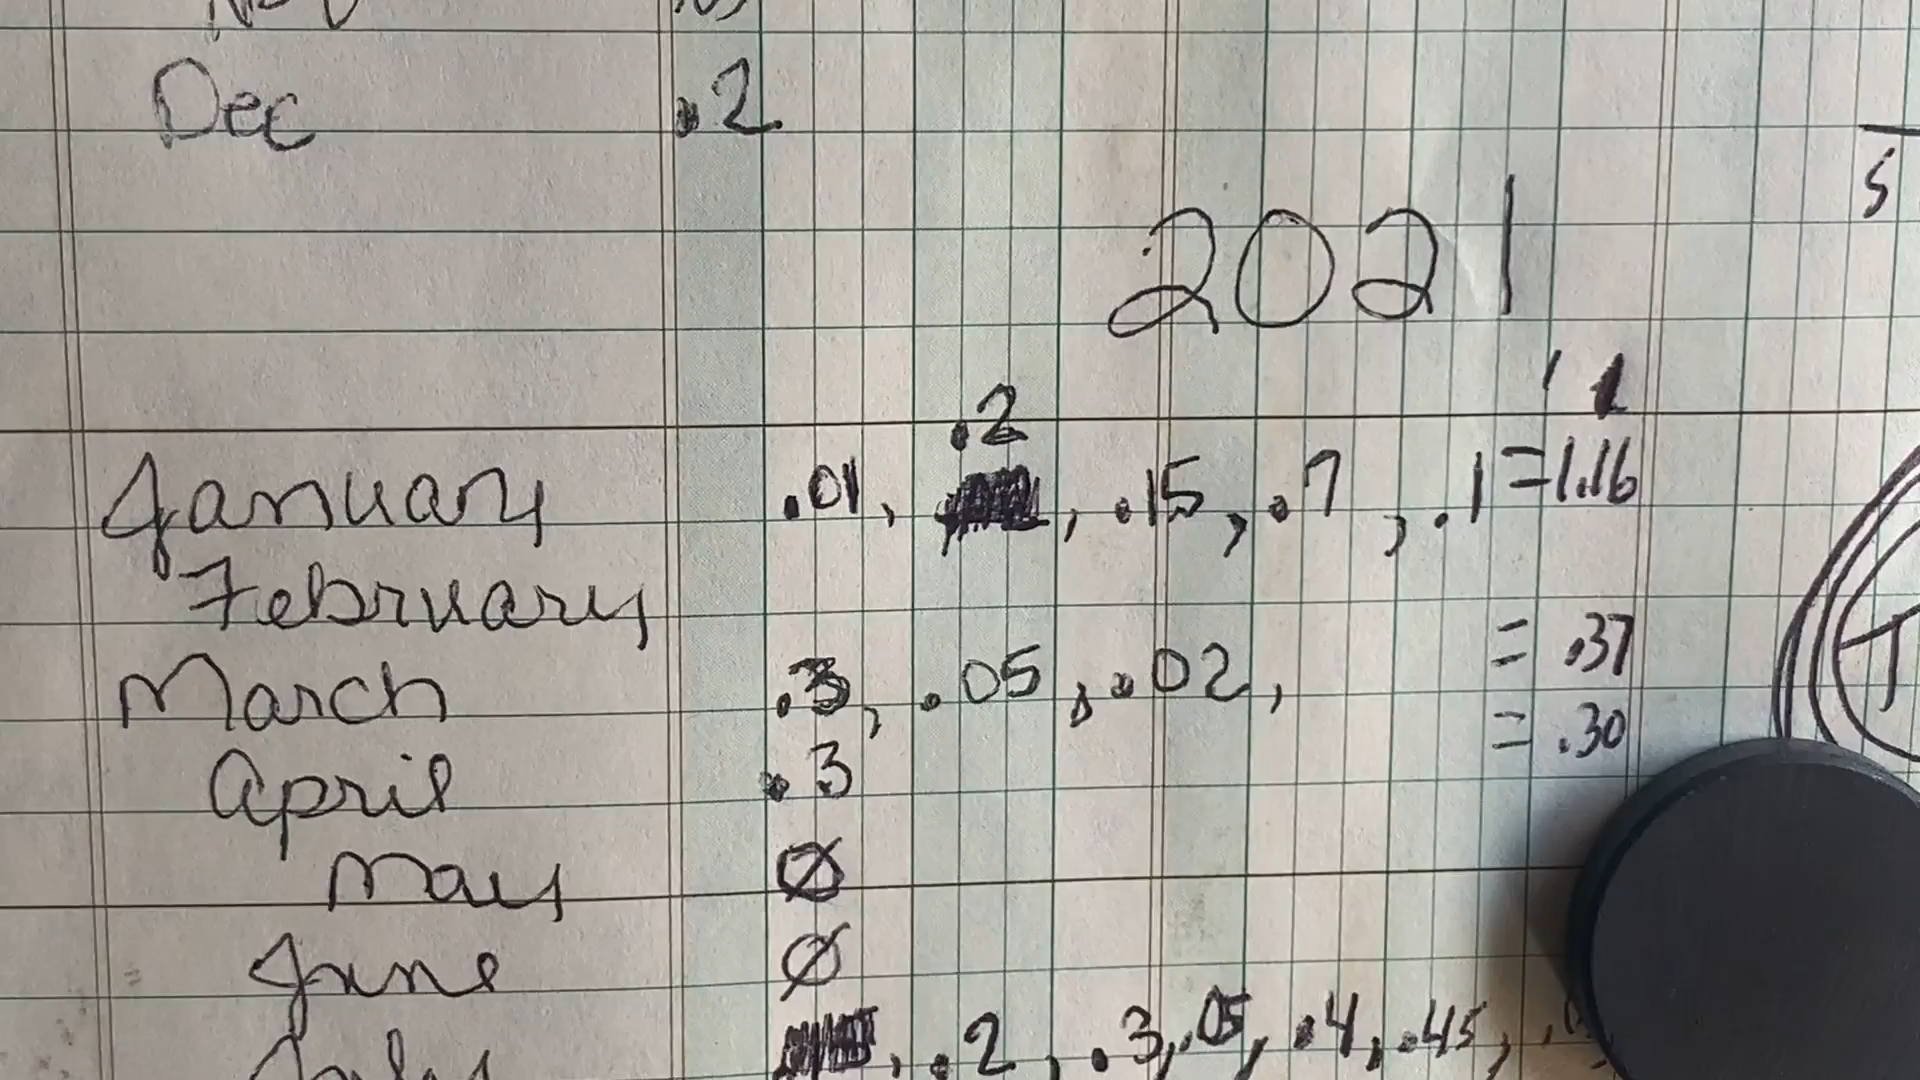 Dec .2
2021
.2
January .01, , .15, .7, .1 =1.16
February
March .3, .05, .02, = .37
April .3 = .30
May Ø
June Ø
July , .2, .3, .05, .4, .45,